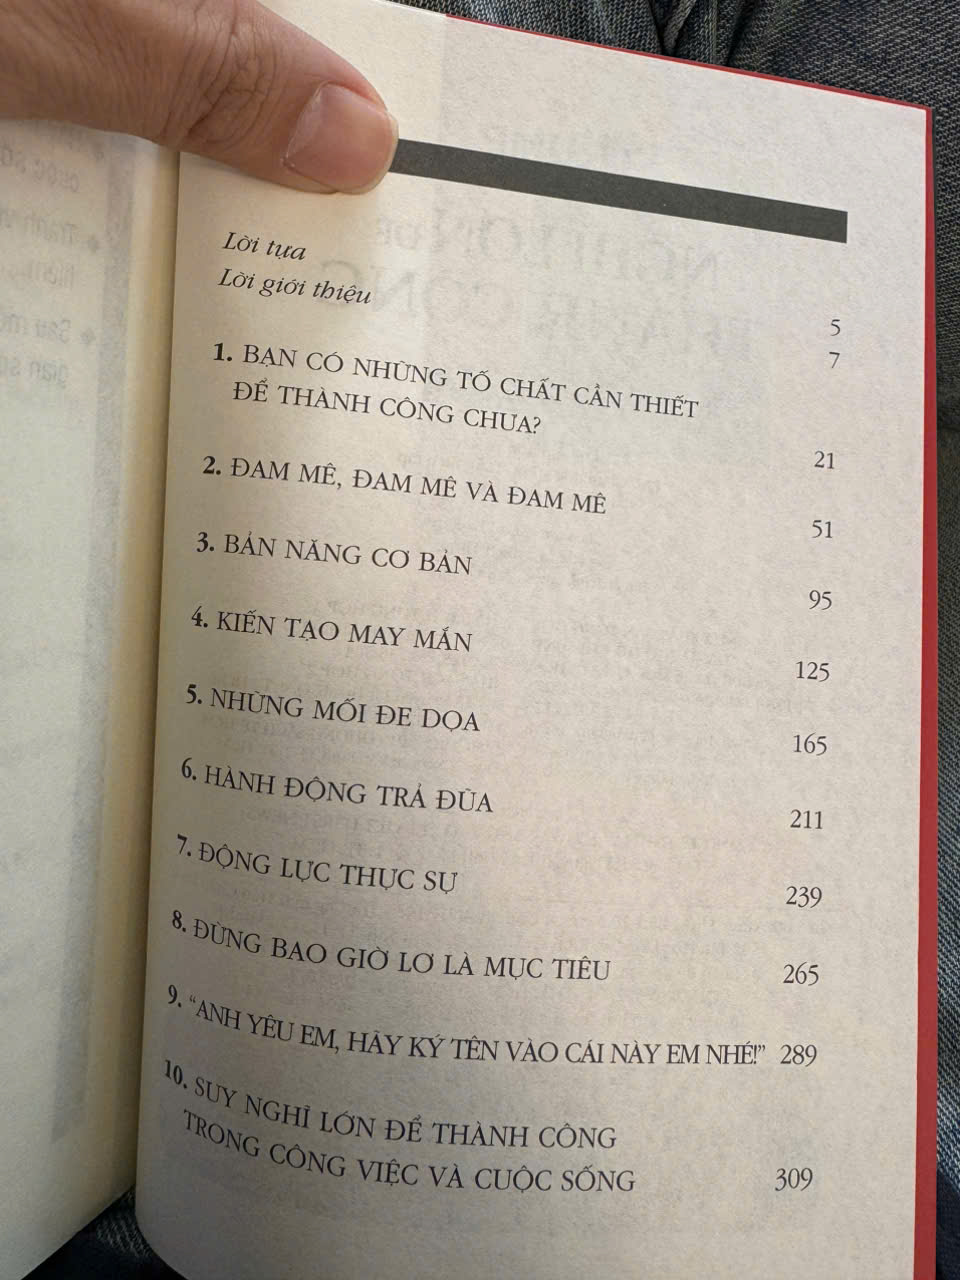 Lời tựa 5
Lời giới thiệu 7
1. BẠN CÓ NHỮNG TỐ CHẤT CẦN THIẾT
ĐỂ THÀNH CÔNG CHƯA? 21
2. ĐAM MÊ, ĐAM MÊ VÀ ĐAM MÊ 51
3. BẢN NĂNG CƠ BẢN 95
4. KIẾN TẠO MAY MẮN 125
5. NHỮNG MỐI ĐE DỌA 165
6. HÀNH ĐỘNG TRẢ ĐŨA 211
7. ĐỘNG LỰC THỰC SỰ 239
8. ĐỪNG BAO GIỜ LƠ LÀ MỤC TIÊU 265
9. “ANH YÊU EM, HÃY KÝ TÊN VÀO CÁI NÀY EM NHÉ!” 289
10. SUY NGHĨ LỚN ĐỂ THÀNH CÔNG
TRONG CÔNG VIỆC VÀ CUỘC SỐNG 309